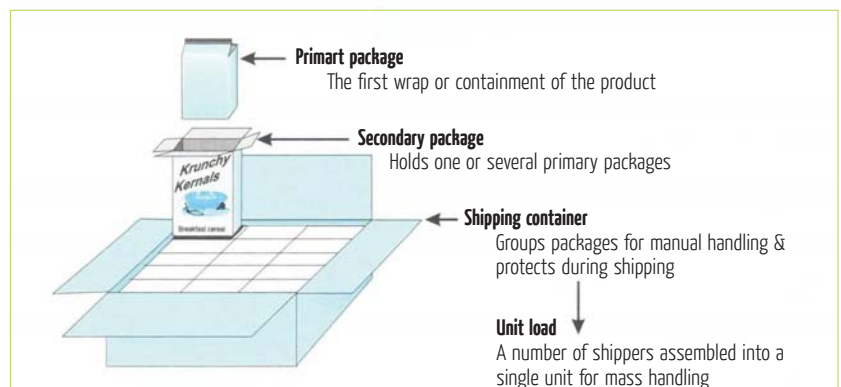 Primart package
The first wrap or containment of the product
Secondary package
Holds one or several primary packages
Krunchy
Kernals
Breakfast cereal
Shipping container
Groups packages for manual handling &
protects during shipping
Unit load
A number of shippers assembled into a
single unit for mass handling